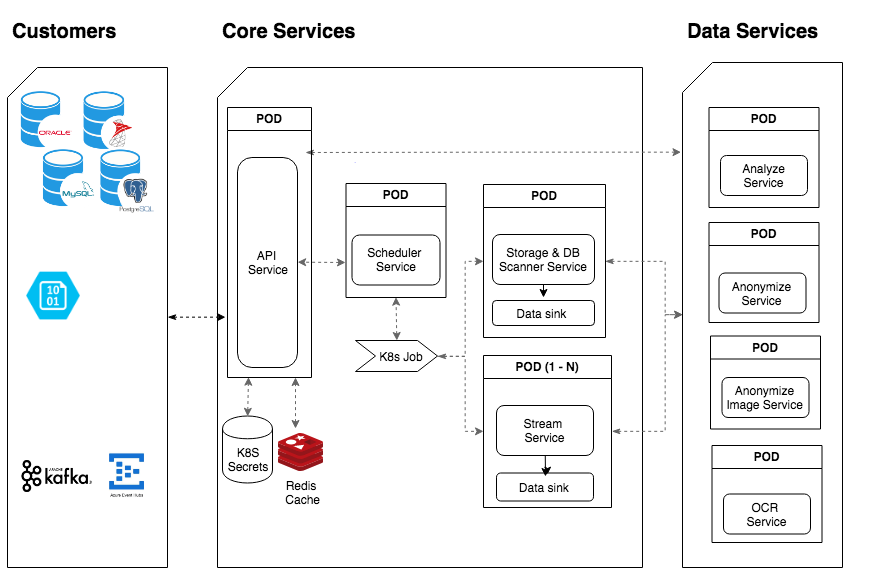 Customers
Core Services
Data Services
ORACLE
MySQL
PostgreSQL
10
01
APACHE
kafka
Azure Event Hubs
POD
API
Service
K8S
Secrets
Redis
Cache
POD
Scheduler
Service
K8s Job
POD
Storage & DB
Scanner Service
Data sink
POD (1 - N)
Stream
Service
Data sink
POD
Analyze
Service
POD
Anonymize
Service
POD
Anonymize
Image Service
POD
OCR
Service